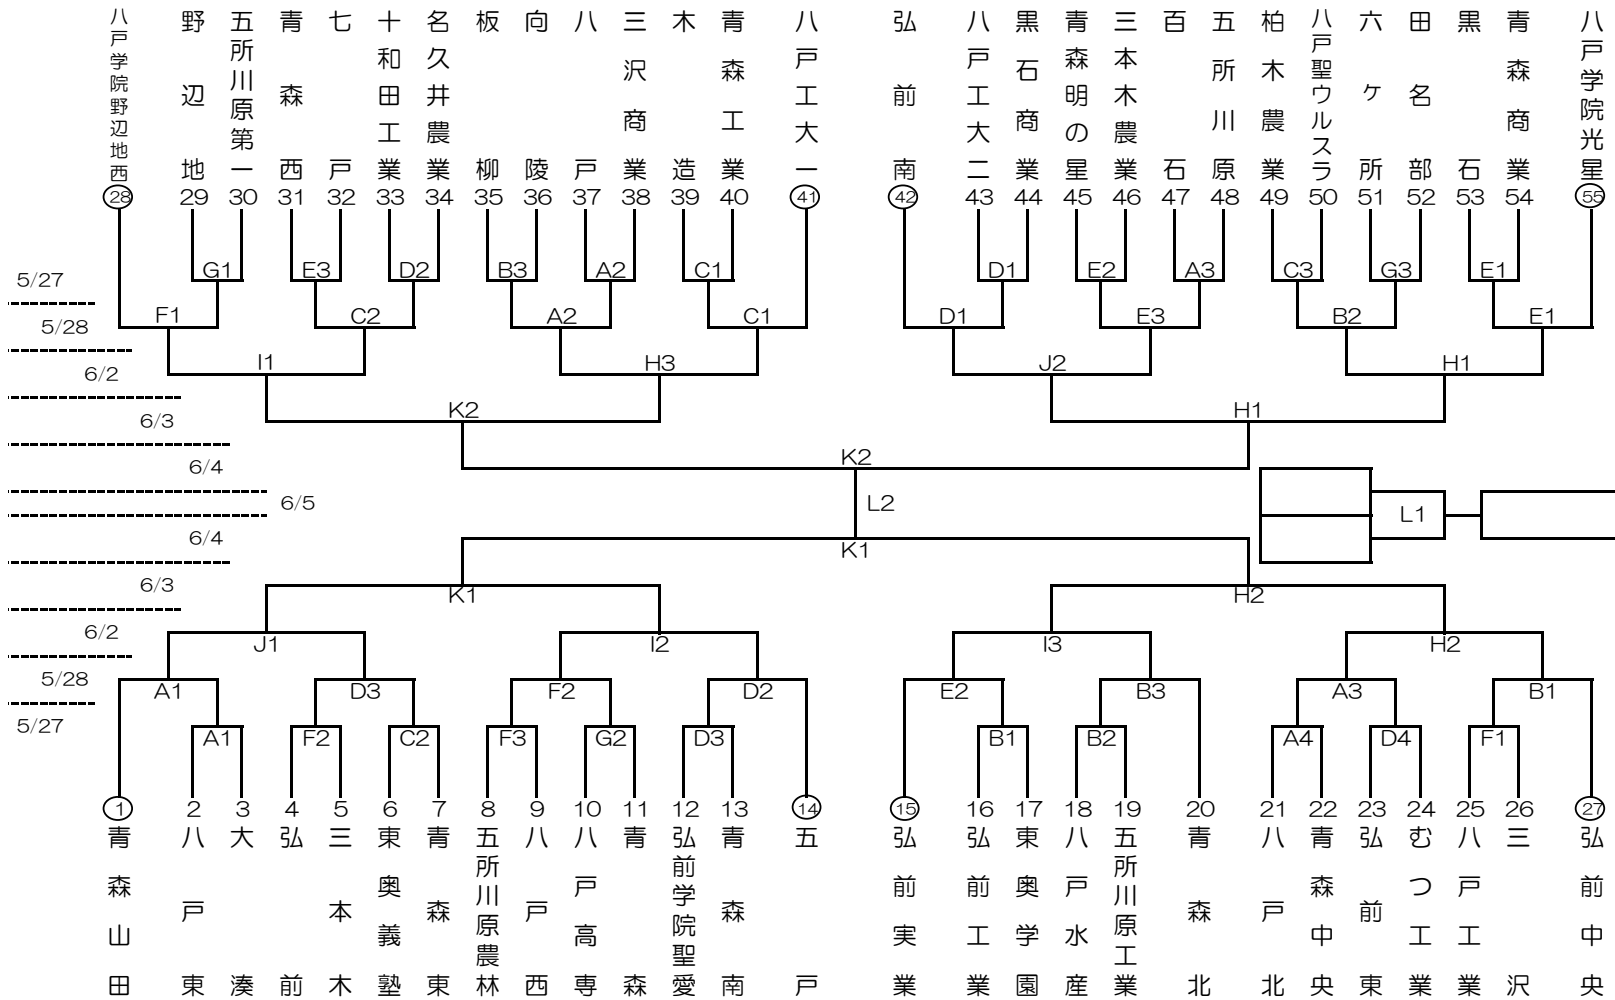 八戸学院野辺地西
野辺地
五所川原第一
青森西
七戸
十和田工業
名久井農業
板柳
向陵
八戸
三沢商業
木造
青森工業
八戸工大一
弘前南
八戸工大二
黒石商業
青森明の星
三本木農業
百石
五所川原
柏木農業
八戸聖ウルスラ
六ヶ所
田名部
黒石
青森商業
八戸学院光星
28 29 30 31 32 33 34 35 36 37 38 39 40 41 42 43 44 45 46 47 48 49 50 51 52 53 54 55
5/27 G1 E3 D2 B3 A2 C1 D1 E2 A3 C3 G3 E1
5/28 F1 C2 A2 C1 D1 E3 B2 E1
6/2 I1 H3 J2 H1
6/3 K2 H1
6/4 K2
6/5 L2 L1
6/4 K1
6/3 K1 H2
6/2 J1 I2 I3 H2
5/28 A1 D3 F2 D2 E2 B3 A3 B1
5/27 A1 F2 C2 F3 G2 D3 B1 B2 A4 D4 F1
1 2 3 4 5 6 7 8 9 10 11 12 13 14 15 16 17 18 19 20 21 22 23 24 25 26 27
青森山田
八戸東
大湊
弘前
三本木
東奥義塾
青森東
五所川原農林
八戸西
八戸高専
青森
弘前学院聖愛
青森南
五戸
弘前実業
弘前工業
東奥学園
八戸水産
五所川原工業
青森北
八戸北
青森中央
弘前東
むつ工業
八戸工業
三沢
弘前中央